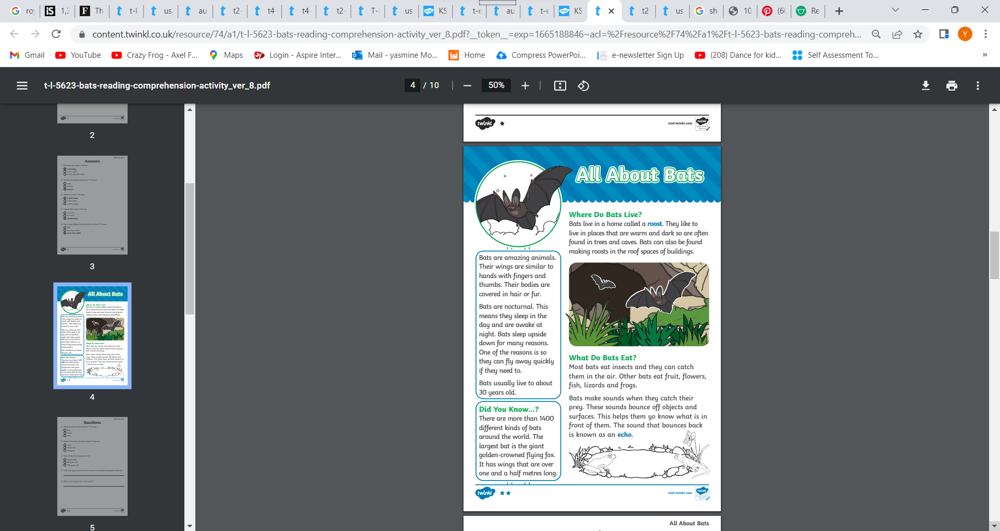 roy
1,3
Th
t-l-
us.
au
t2-
t4-
t4-
t2-
T-
us
KS
t-e
au
t-e
KS
t2
us
sh
10
(60
Re
content.twinkl.co.uk/resource/74/a1/t-l-5623-bats-reading-comprehension-activity_ver_8.pdf?__token__=exp=1665188846~acl=%2Fresource%2F74%2Fa1%2Ft-l-5623-bats-reading-compreh...
Y
Gmail YouTube Crazy Frog - Axel F... Maps Login - Aspire Inter... Mail - yasmine Mo... Home Compress PowerPoi... e-newsletter Sign Up (208) Dance for kid... Self Assessment To... »
t-l-5623-bats-reading-comprehension-activity_ver_8.pdf
4 / 10
50%
2
Answers
3
All About Bats
4
Questions
5
twinkl
visit twinkl.com
twinkl
All About Bats
Bats are amazing animals.
Their wings are similar to
hands with fingers and
thumbs. Their bodies are
covered in hair or fur.
Bats are nocturnal. This
means they sleep in the
day and are awake at
night. Bats sleep upside
down for many reasons.
One of the reasons is so
they can fly away quickly
if they need to.
Bats usually live to about
30 years old.
Did You Know...?
There are more than 1400
different kinds of bats
around the world. The
largest bat is the giant
golden-crowned flying fox.
It has wings that are over
one and a half metres long.
Where Do Bats Live?
Bats live in a home called a roost. They like to
live in places that are warm and dark so are often
found in trees and caves. Bats can also be found
making roosts in the roof spaces of buildings.
What Do Bats Eat?
Most bats eat insects and they can catch
them in the air. Other bats eat fruit, flowers,
fish, lizards and frogs.
Bats make sounds when they catch their
prey. These sounds bounce off objects and
surfaces. This helps them yo know what is in
front of them. The sound that bounces back
is known as an echo.
twinkl
visit twinkl.com
twinkl
All About Bats